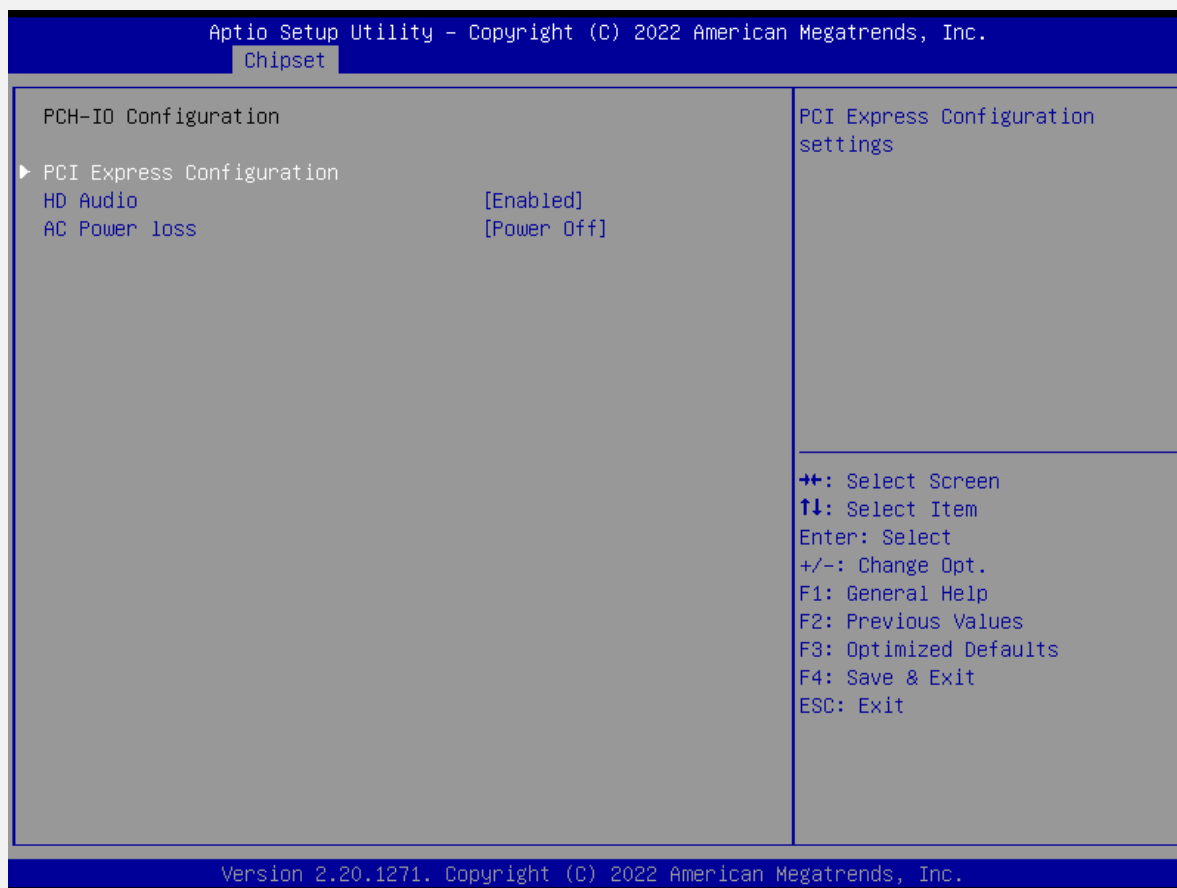 Aptio Setup Utility – Copyright (C) 2022 American Megatrends, Inc.
Chipset
PCH-IO Configuration
PCI Express Configuration
HD Audio [Enabled]
AC Power loss [Power Off]
PCI Express Configuration
settings
→←: Select Screen
↑↓: Select Item
Enter: Select
+/-: Change Opt.
F1: General Help
F2: Previous Values
F3: Optimized Defaults
F4: Save & Exit
ESC: Exit
Version 2.20.1271. Copyright (C) 2022 American Megatrends, Inc.